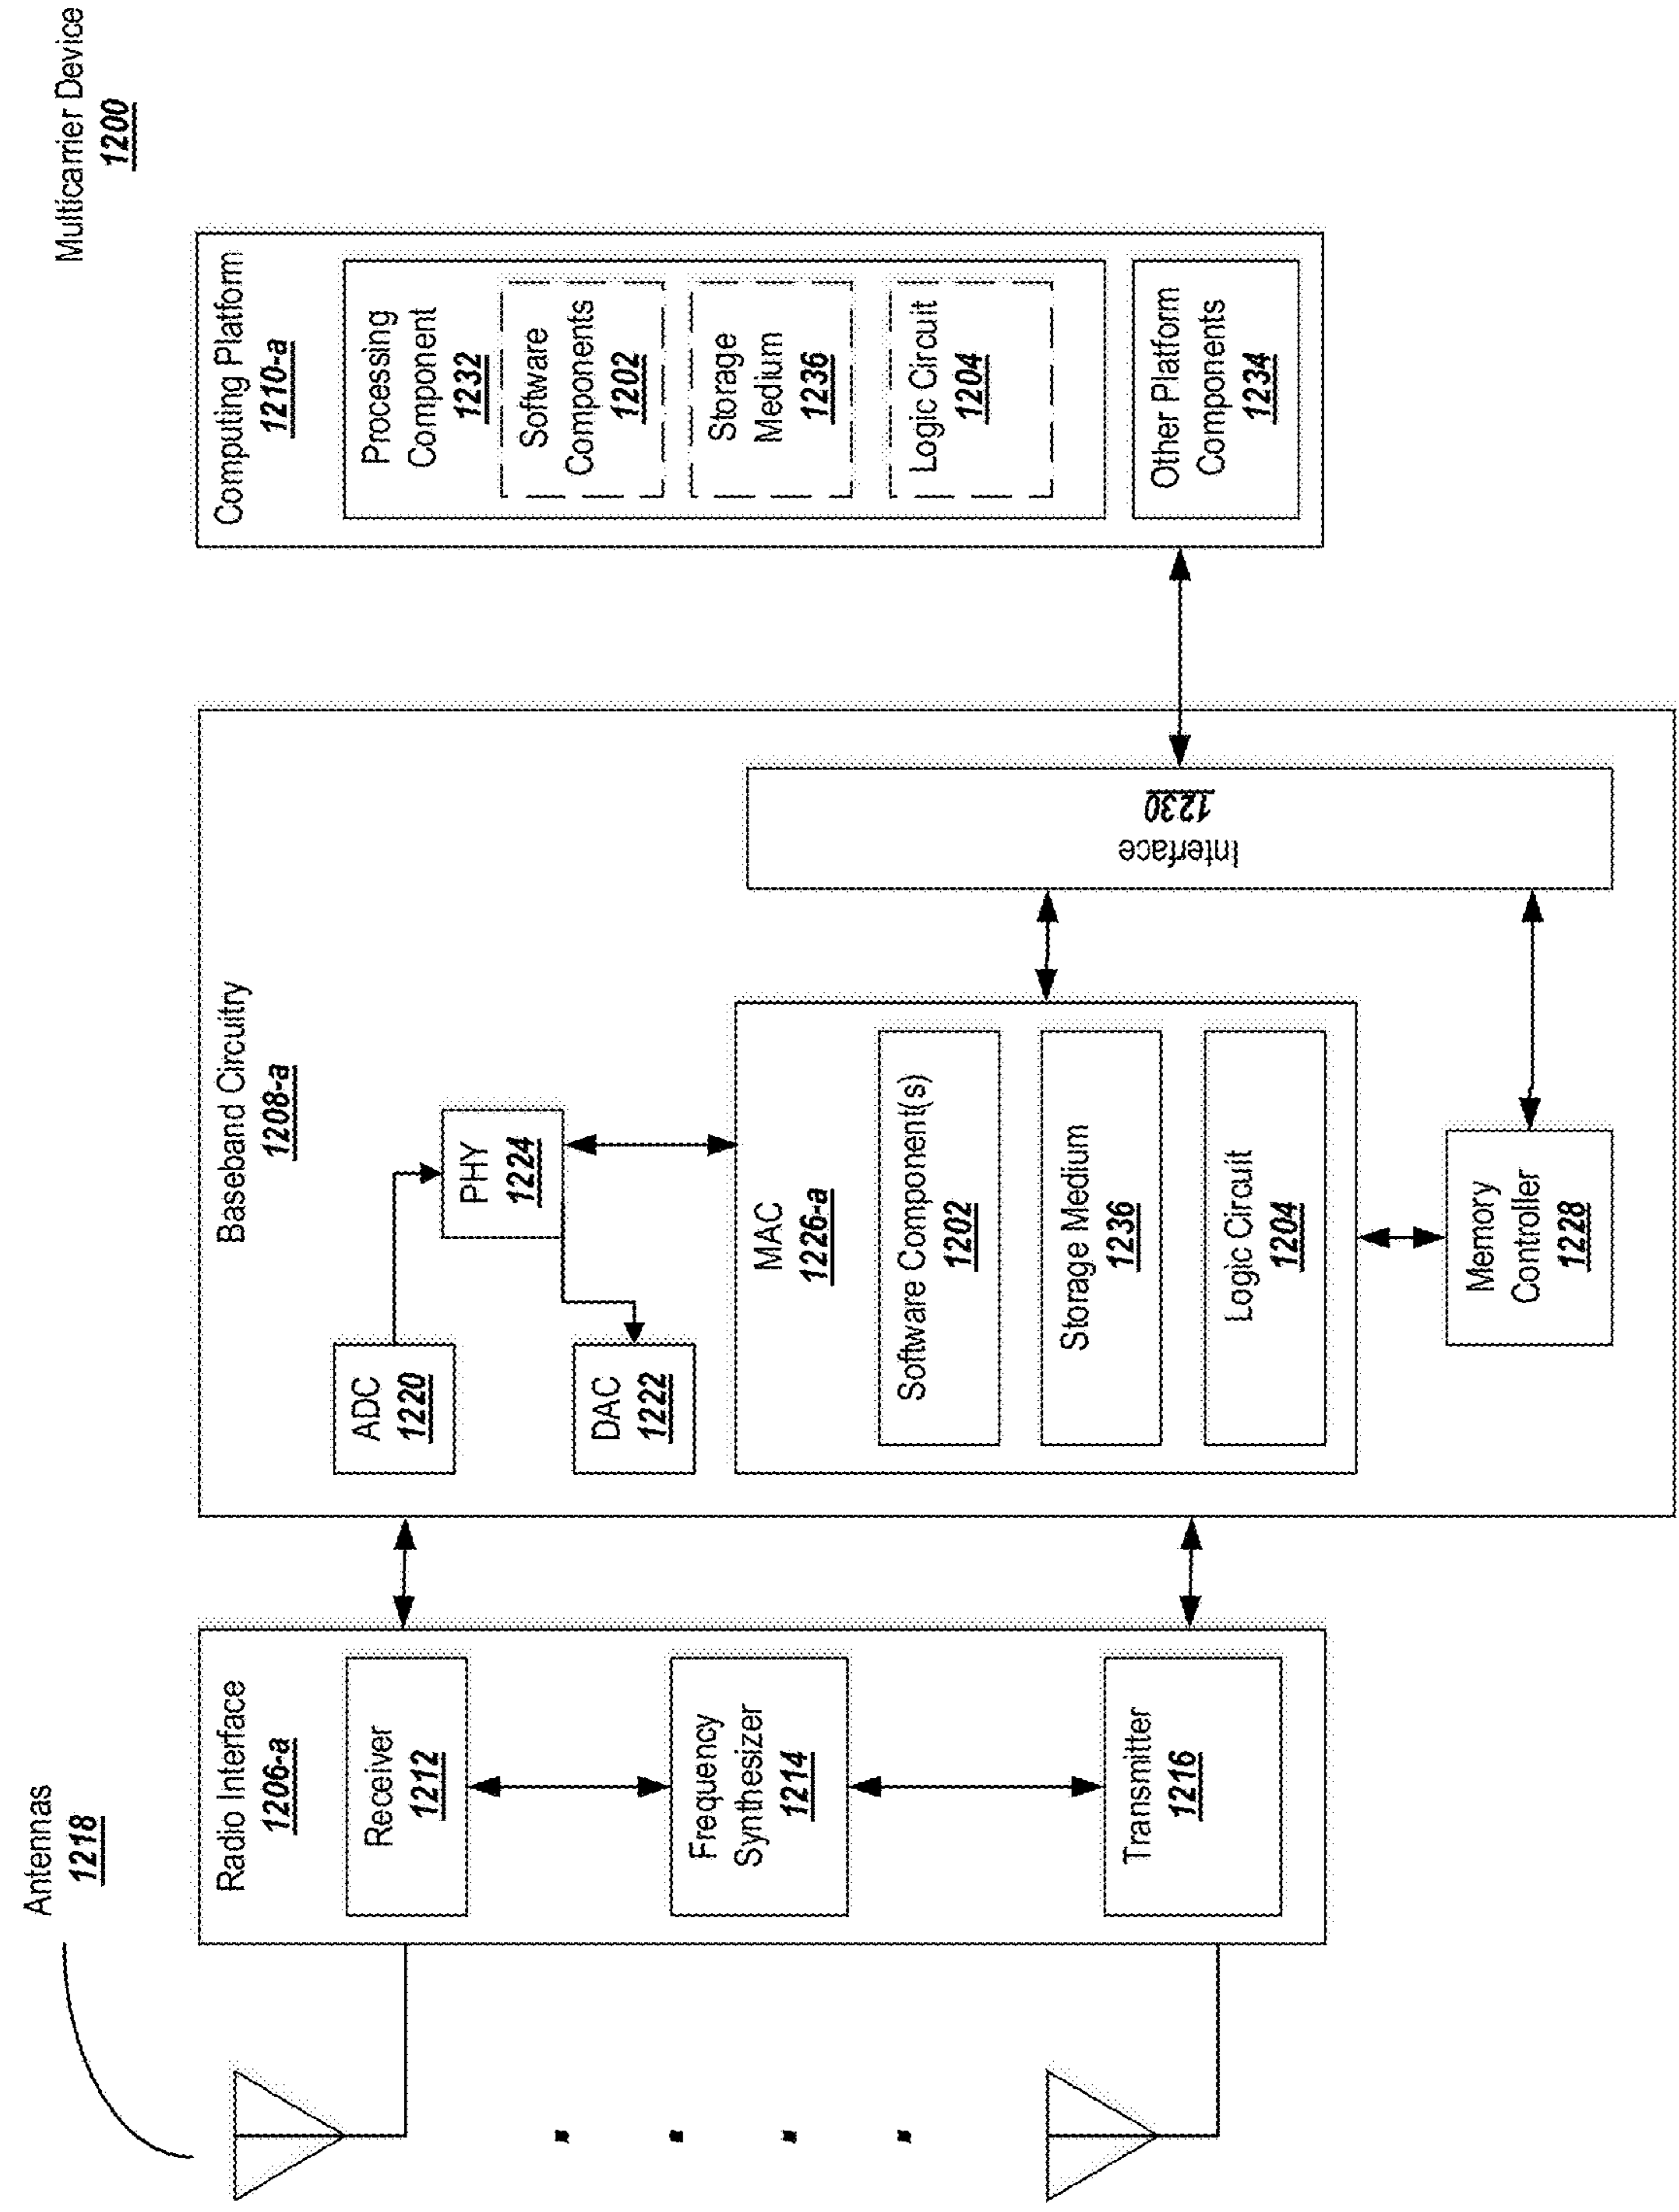 Multicarrier Device
1200
Antennas
1218
Radio Interface
1206-a
Receiver
1212
Frequency
Synthesizer
1214
Transmitter
1216
Baseband Circuitry
1208-a
ADC
1220
PHY
1224
DAC
1222
MAC
1226-a
Software Component(s)
1202
Storage Medium
1236
Logic Circuit
1204
Memory
Controller
1228
Interface
1230
Computing Platform
1210-a
Processing
Component
1232
Software
Components
1202
Storage
Medium
1236
Logic Circuit
1204
Other Platform
Components
1234